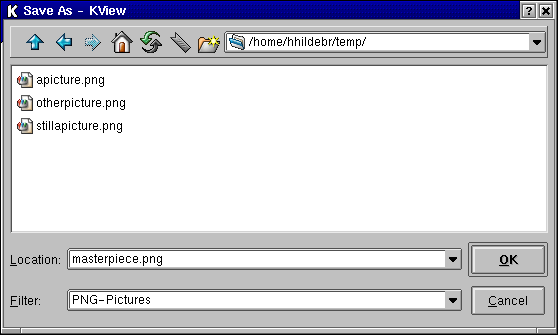 K Save As - KView
/home/hhildebr/temp/
apicture.png
otherpicture.png
stillapicture.png
Location: masterpiece.png OK
Filter: PNG-Pictures Cancel